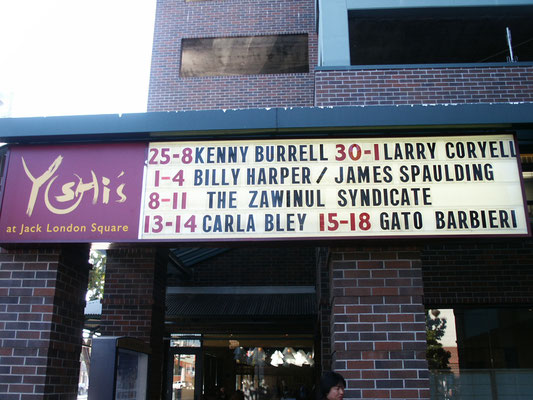 Yoshi's
at Jack London Square
25-8 KENNY BURRELL 30-1 LARRY CORYELL
1-4 BILLY HARPER / JAMES SPAULDING
8-11 THE ZAWINUL SYNDICATE
13-14 CARLA BLEY 15-18 GATO BARBIERI